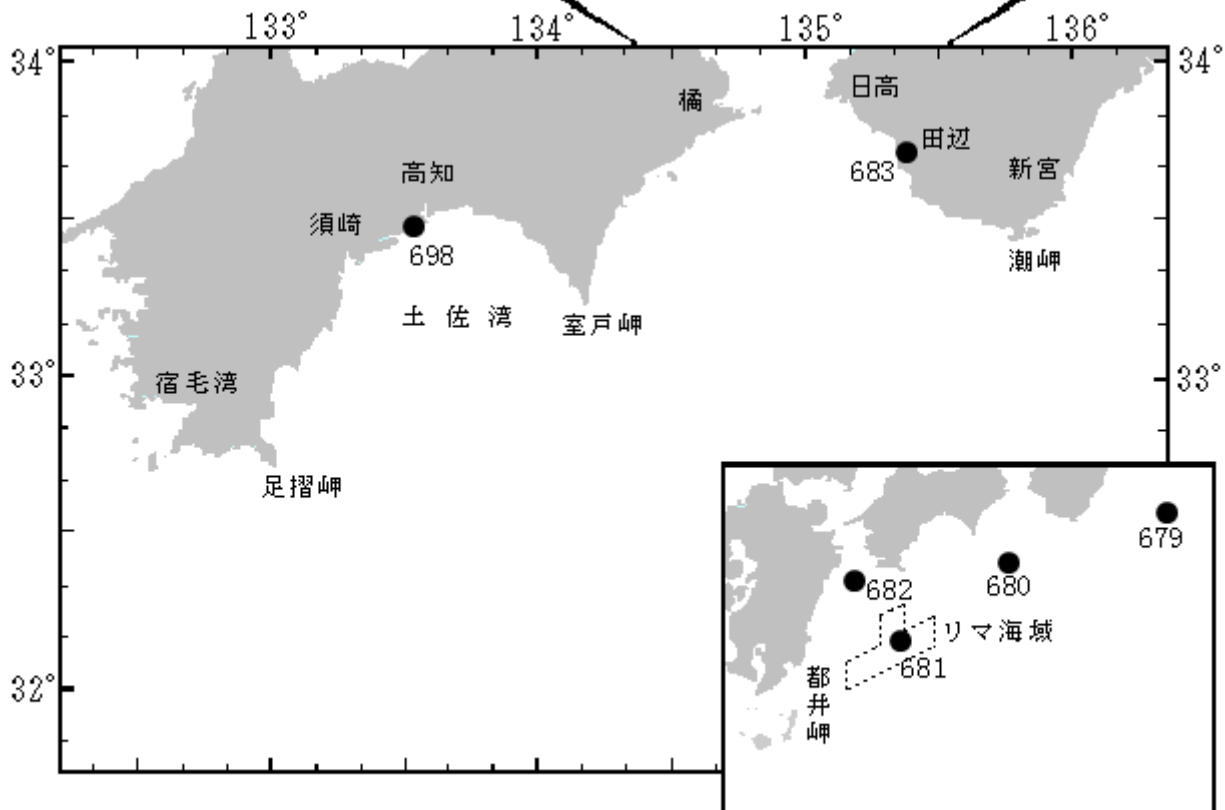 133° 134° 135° 136°
34° 34°
橘
日高
田辺
683
新宮
高知
須崎
698
潮岬
土佐湾
室戸岬
33° 33°
宿毛湾
足摺岬
679
680
682
リマ海域
681
都井岬
32°